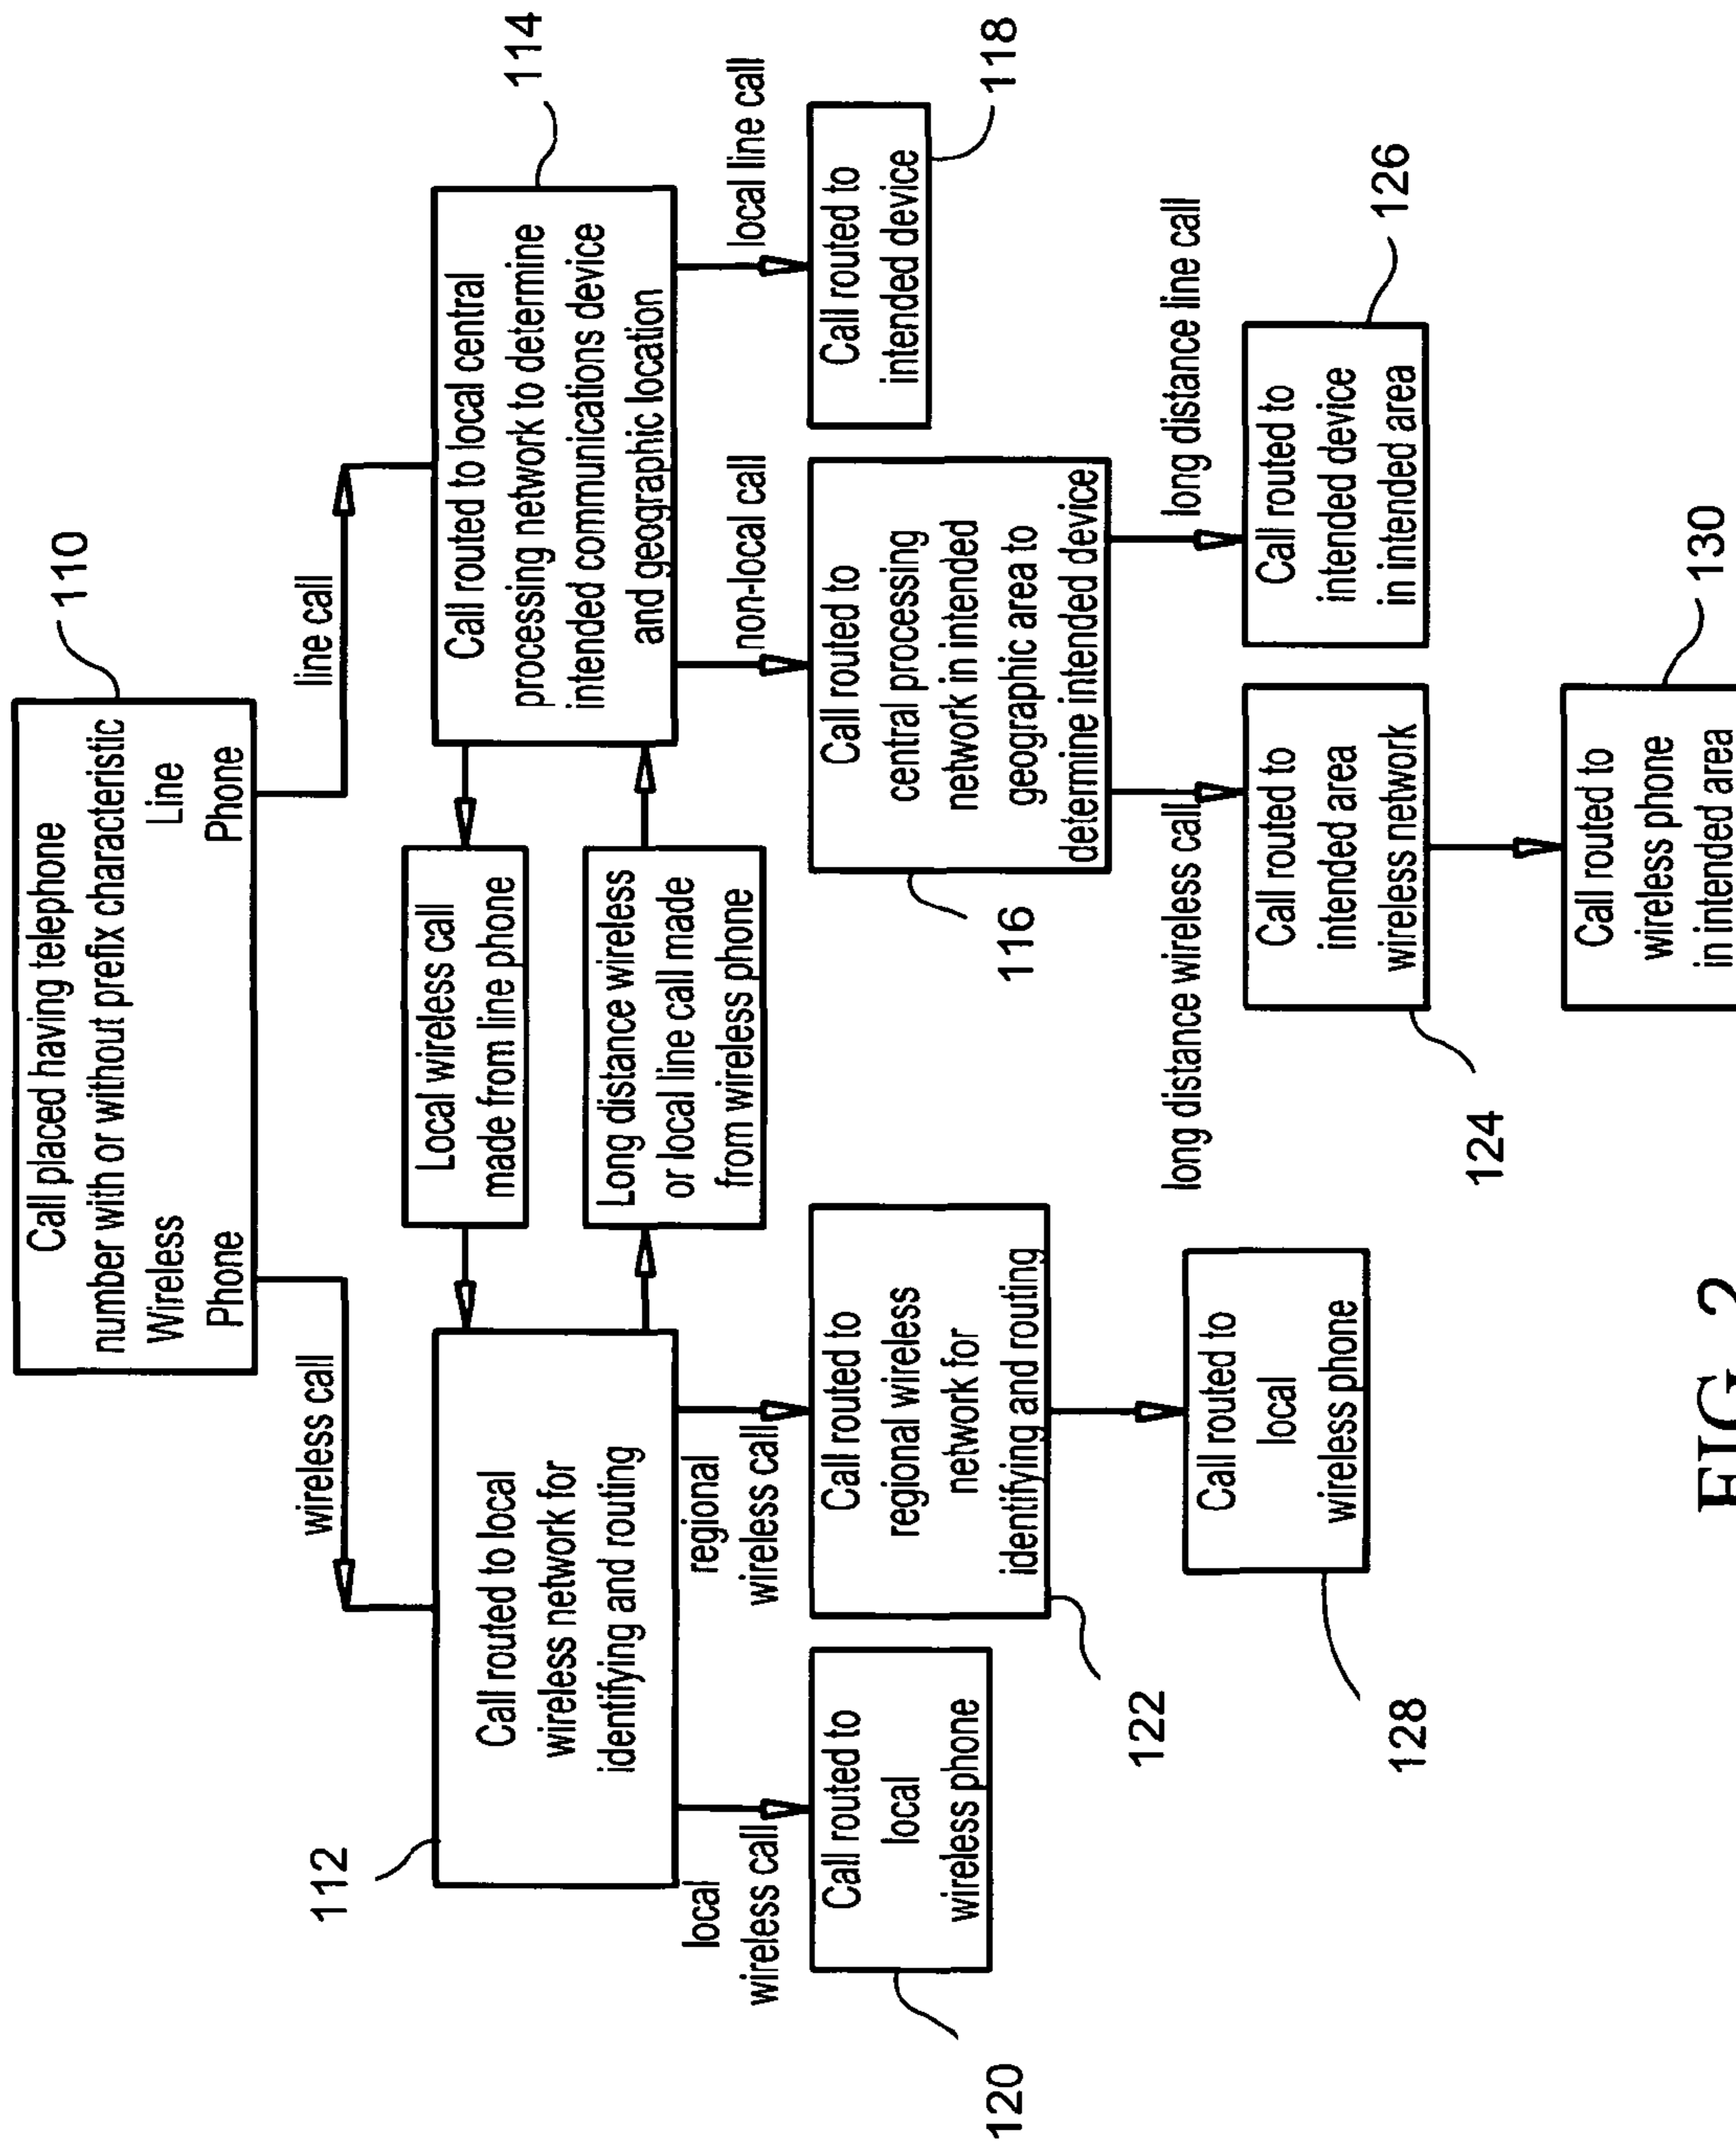 110
Call placed having telephone
number with or without prefix characteristic
Wireless
Phone
Line
Phone
wireless call
line call
112
Call routed to local
wireless network for
identifying and routing
Local wireless call
made from line phone
Long distance wireless
or local line call made
from wireless phone
114
Call routed to local central
processing network to determine
intended communications device
and geographic location
local
wireless call
regional
wireless call
non-local call
local line call
120
Call routed to
local
wireless phone
122
Call routed to
regional wireless
network for
identifying and routing
116
Call routed to
central processing
network in intended
geographic area to
determine intended device
118
Call routed to
intended device
long distance wireless call
long distance line call
128
Call routed to
local
wireless phone
124
Call routed to
intended area
wireless network
126
Call routed to
intended device
in intended area
130
Call routed to
wireless phone
in intended area
FIG. 2